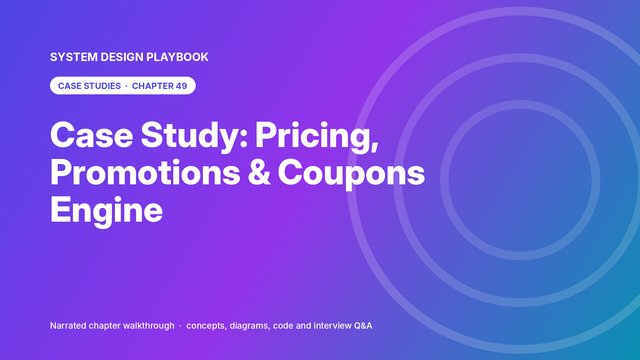 SYSTEM DESIGN PLAYBOOK
CASE STUDIES · CHAPTER 49
Case Study: Pricing,
Promotions & Coupons
Engine
Narrated chapter walkthrough · concepts, diagrams, code and interview Q&A